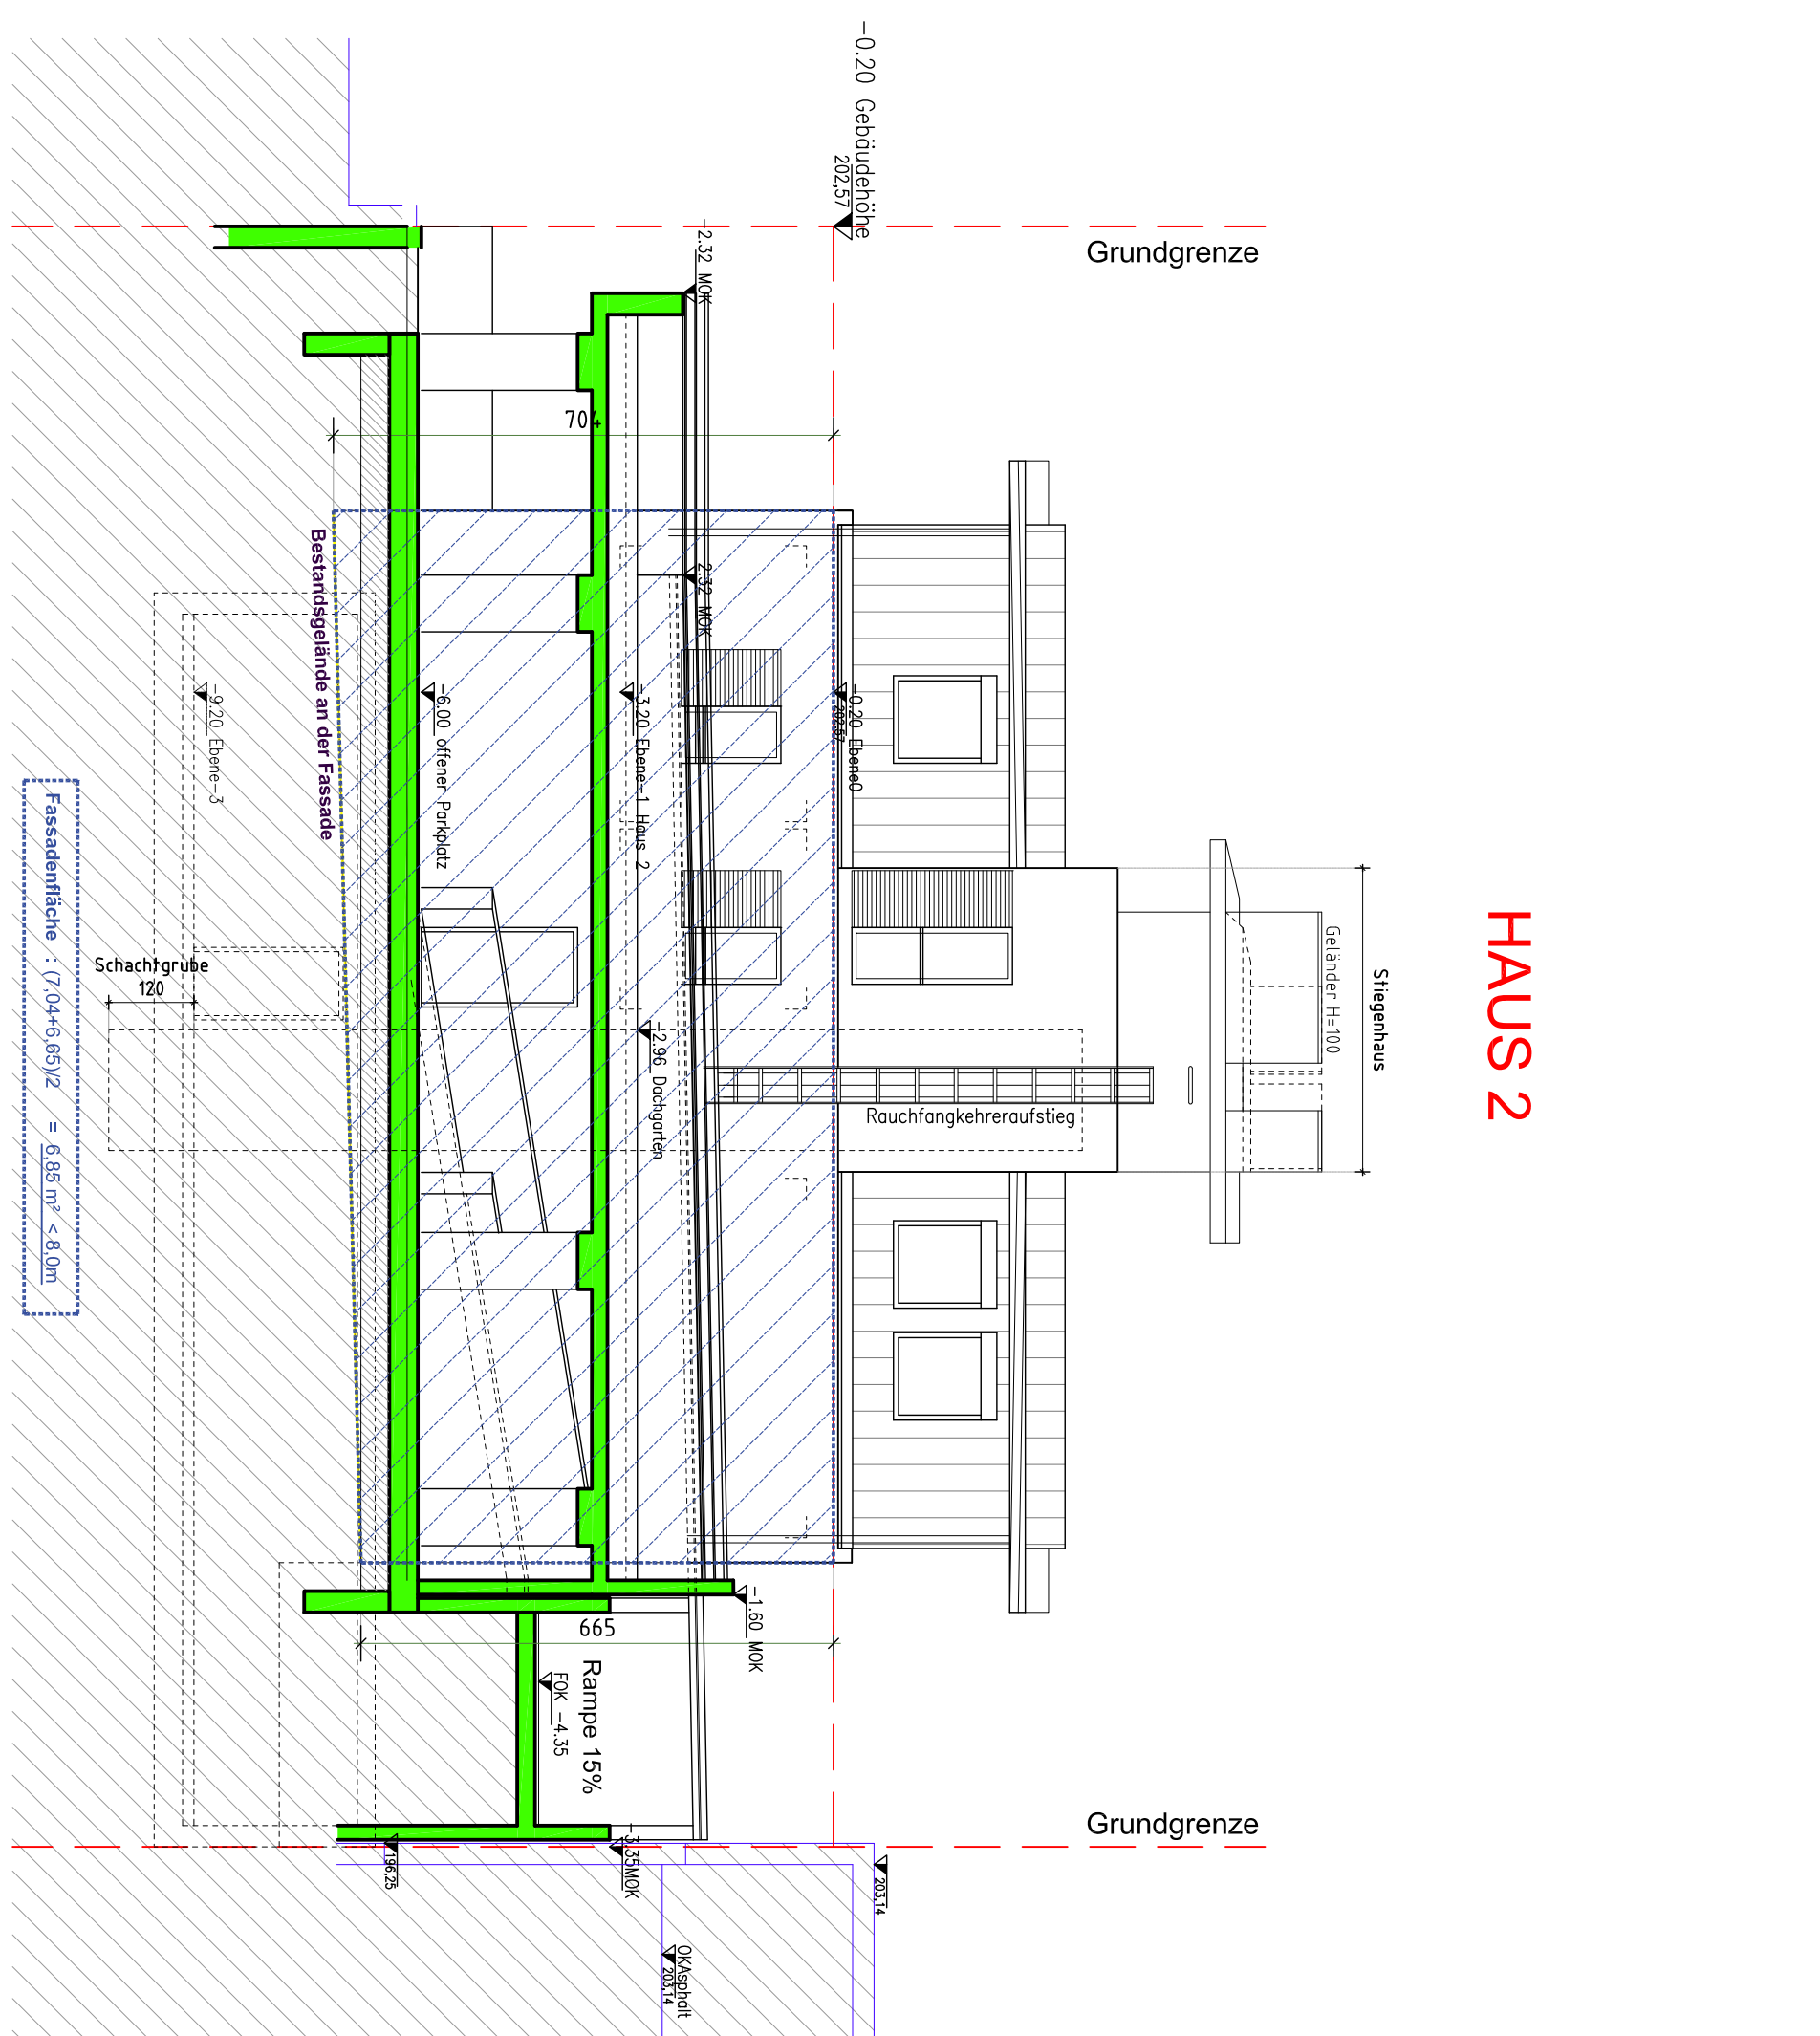 HAUS 2
Stiegenhaus
Geländer H=100
Grundgrenze
Grundgrenze
-0.20 Gebäudehöhe
202,57
Rauchfangkehreraufstieg
-0.20 Ebene0
202,57
-2.32 MOK
-2.32 MOK
-1.60 MOK
203,14
OKAsphalt
203,14
-2.96 Dachgarten
-3.20 Ebene-1 Haus 2
704
665
Rampe 15%
FOK -4.35
-3.35MOK
-6.00 offener Parkplatz
196,25
Bestandsgelände an der Fassade
-9.20 Ebene-3
Schachtgrube
120
Fassadenfläche : (7,04+6,65)/2 = 6,85 m² < 8,0m